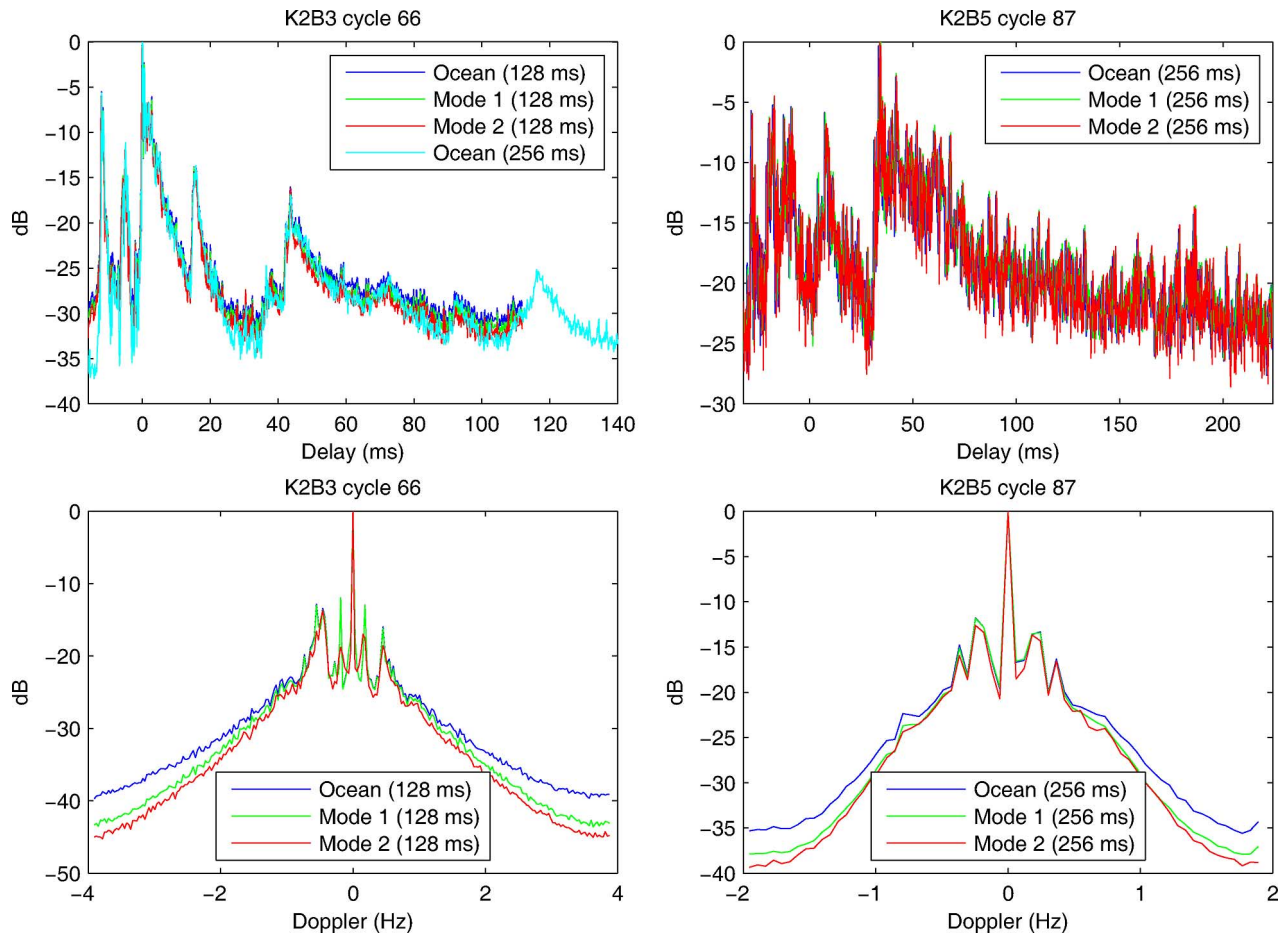 K2B3 cycle 66
0
−5
−10
−15
−20
−25
−30
−35
−40
dB
Ocean (128 ms)
Mode 1 (128 ms)
Mode 2 (128 ms)
Ocean (256 ms)
0 20 40 60 80 100 120 140
Delay (ms)
K2B5 cycle 87
0
−5
−10
−15
−20
−25
−30
dB
Ocean (256 ms)
Mode 1 (256 ms)
Mode 2 (256 ms)
0 50 100 150 200
Delay (ms)
K2B3 cycle 66
0
−10
−20
−30
−40
−50
dB
Ocean (128 ms)
Mode 1 (128 ms)
Mode 2 (128 ms)
−4 −2 0 2 4
Doppler (Hz)
K2B5 cycle 87
0
−5
−10
−15
−20
−25
−30
−35
−40
dB
Ocean (256 ms)
Mode 1 (256 ms)
Mode 2 (256 ms)
−2 −1 0 1 2
Doppler (Hz)